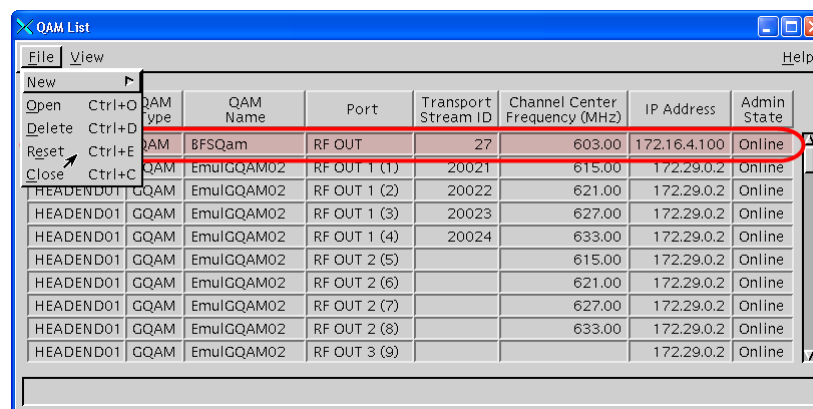 QAM List
File View Help
New
Open Ctrl+O
Delete Ctrl+D
Reset Ctrl+E
Close Ctrl+C
QAM Name Port Transport Stream ID Channel Center Frequency (MHz) IP Address Admin State
QAM BFSQam RF OUT 27 603.00 172.16.4.100 Online
GQAM EmulGQAM02 RF OUT 1 (1) 20021 615.00 172.29.0.2 Online
HEADEND01 GQAM EmulGQAM02 RF OUT 1 (2) 20022 621.00 172.29.0.2 Online
HEADEND01 GQAM EmulGQAM02 RF OUT 1 (3) 20023 627.00 172.29.0.2 Online
HEADEND01 GQAM EmulGQAM02 RF OUT 1 (4) 20024 633.00 172.29.0.2 Online
HEADEND01 GQAM EmulGQAM02 RF OUT 2 (5) 615.00 172.29.0.2 Online
HEADEND01 GQAM EmulGQAM02 RF OUT 2 (6) 621.00 172.29.0.2 Online
HEADEND01 GQAM EmulGQAM02 RF OUT 2 (7) 627.00 172.29.0.2 Online
HEADEND01 GQAM EmulGQAM02 RF OUT 2 (8) 633.00 172.29.0.2 Online
HEADEND01 GQAM EmulGQAM02 RF OUT 3 (9) 172.29.0.2 Online